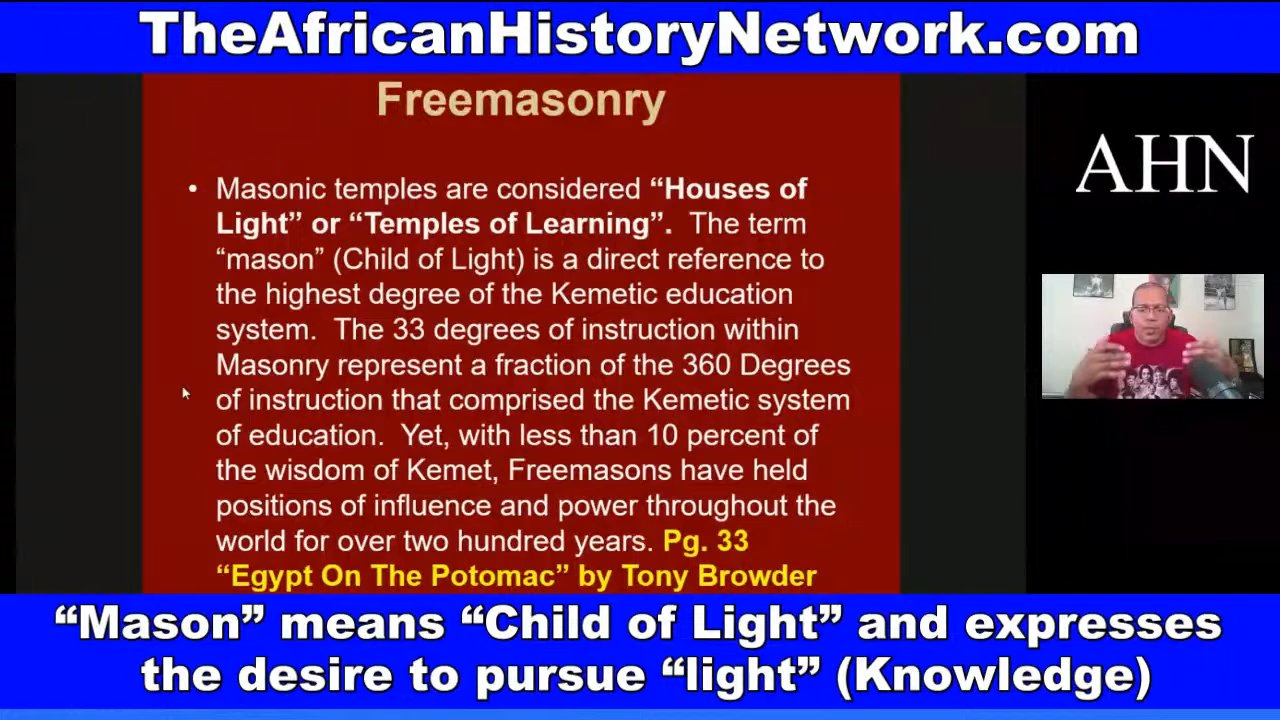 TheAfricanHistoryNetwork.com
Freemasonry
• Masonic temples are considered “Houses of
Light” or “Temples of Learning”. The term
“mason” (Child of Light) is a direct reference to
the highest degree of the Kemetic education
system. The 33 degrees of instruction within
Masonry represent a fraction of the 360 Degrees
of instruction that comprised the Kemetic system
of education. Yet, with less than 10 percent of
the wisdom of Kemet, Freemasons have held
positions of influence and power throughout the
world for over two hundred years. Pg. 33
“Egypt On The Potomac” by Tony Browder
AHN
“Mason” means “Child of Light” and expresses
the desire to pursue “light” (Knowledge)